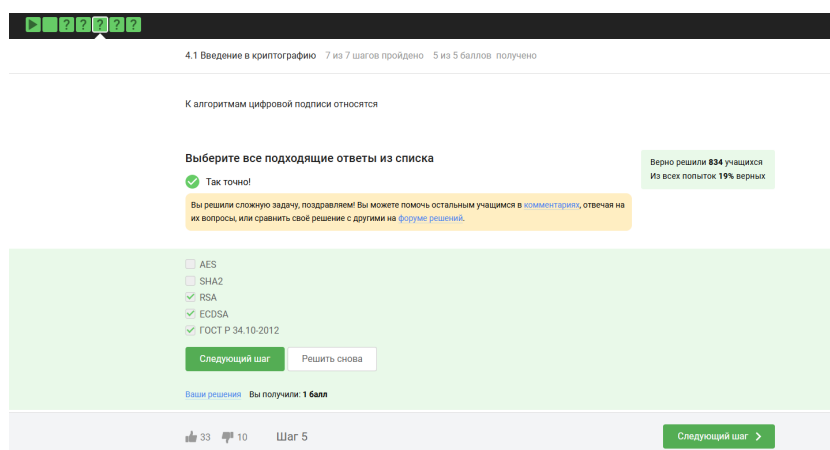 ? ? ? ? ?
4.1 Введение в криптографию 7 из 7 шагов пройдено 5 из 5 баллов получено
К алгоритмам цифровой подписи относятся
Выберите все подходящие ответы из списка
Верно решили 834 учащихся
Из всех попыток 19% верных
Так точно!
Вы решили сложную задачу, поздравляем! Вы можете помочь остальным учащимся в комментариях, отвечая на
их вопросы, или сравнить своё решение с другими на форуме решений.
AES
SHA2
RSA
ECDSA
ГОСТ Р 34.10-2012
Следующий шаг Решить снова
Ваши решения Вы получили: 1 балл
33 10 Шаг 5 Следующий шаг